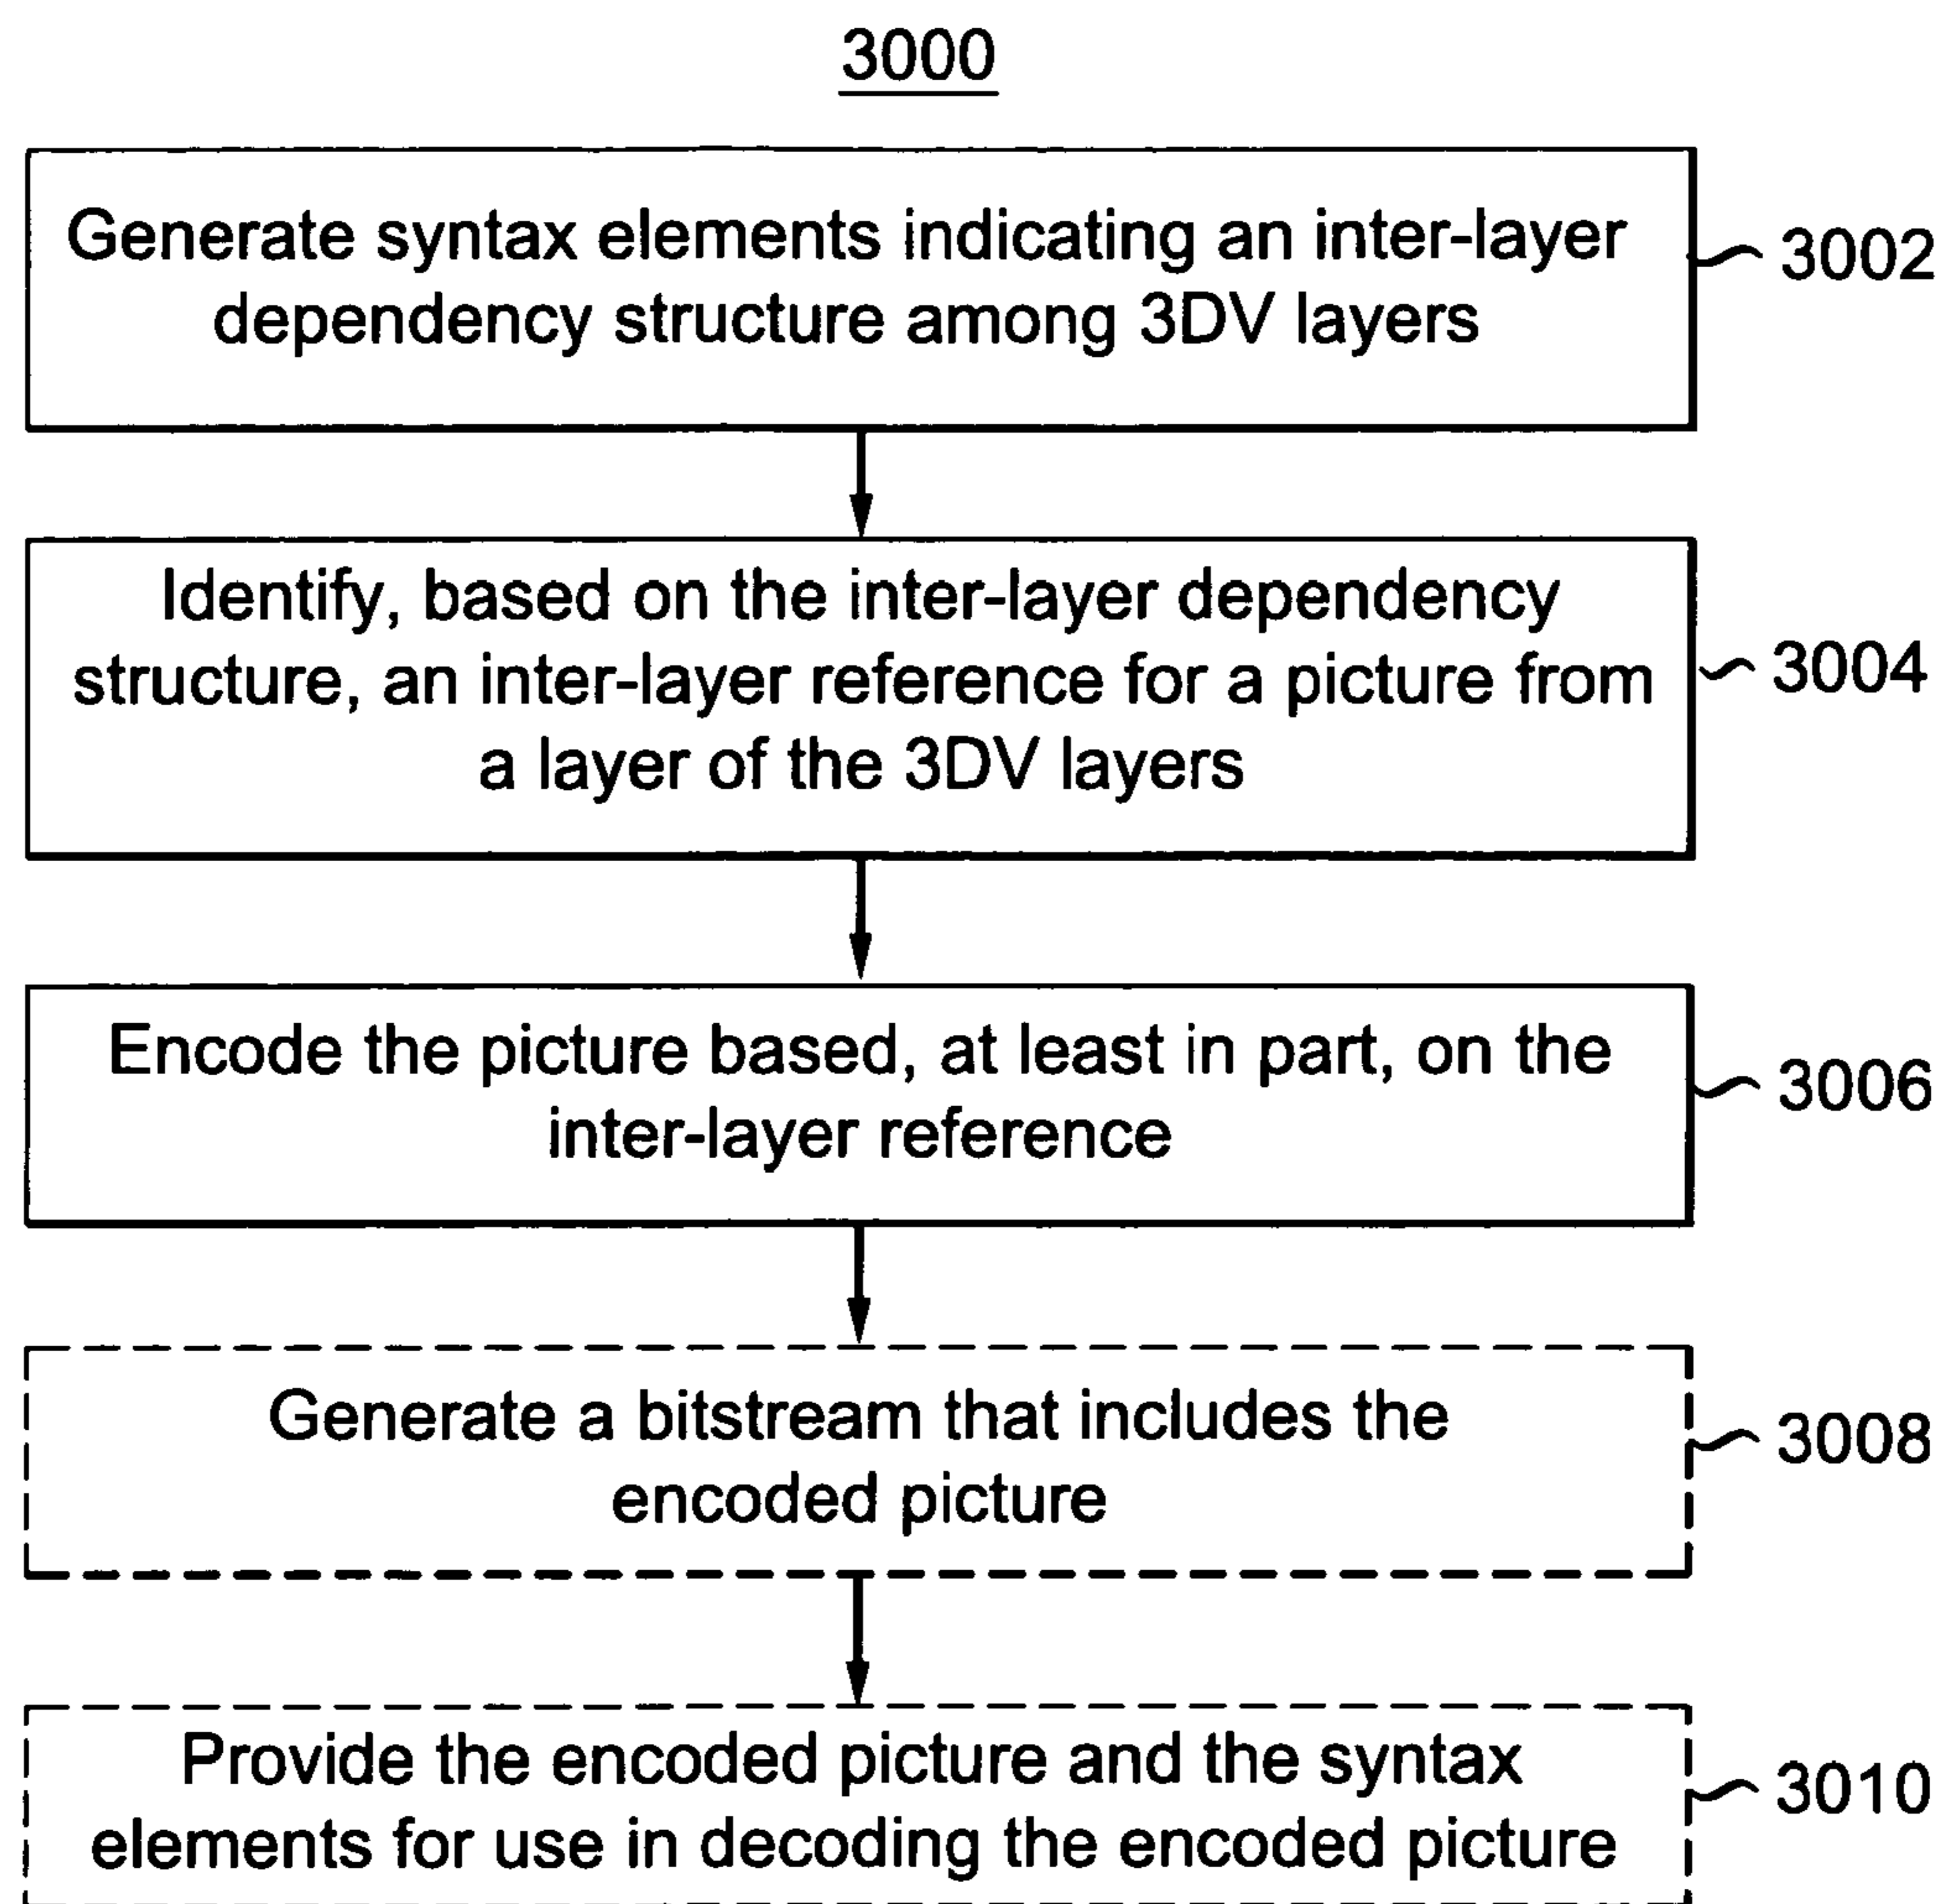 3000
Generate syntax elements indicating an inter-layer
dependency structure among 3DV layers
3002
Identify, based on the inter-layer dependency
structure, an inter-layer reference for a picture from
a layer of the 3DV layers
3004
Encode the picture based, at least in part, on the
inter-layer reference
3006
Generate a bitstream that includes the
encoded picture
3008
Provide the encoded picture and the syntax
elements for use in decoding the encoded picture
3010